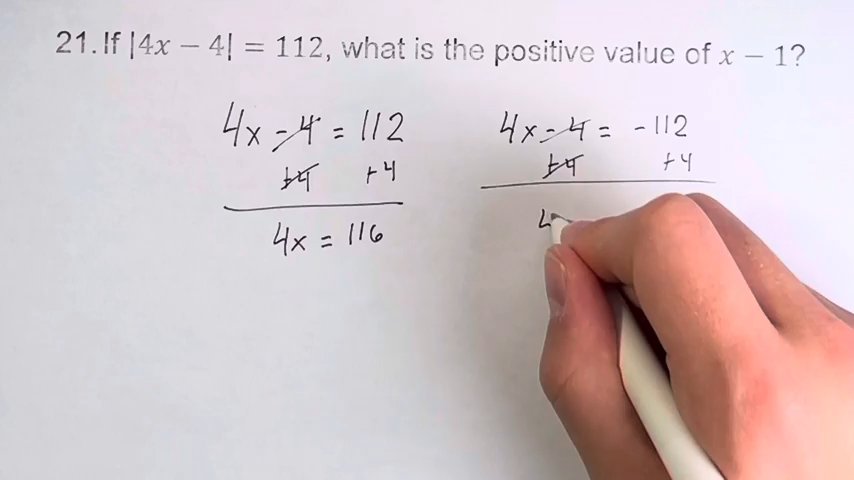 21. If |4x − 4| = 112, what is the positive value of x − 1?
4x - 4 = 112
+4 +4
4x = 116
4x - 4 = -112
+4 +4
4